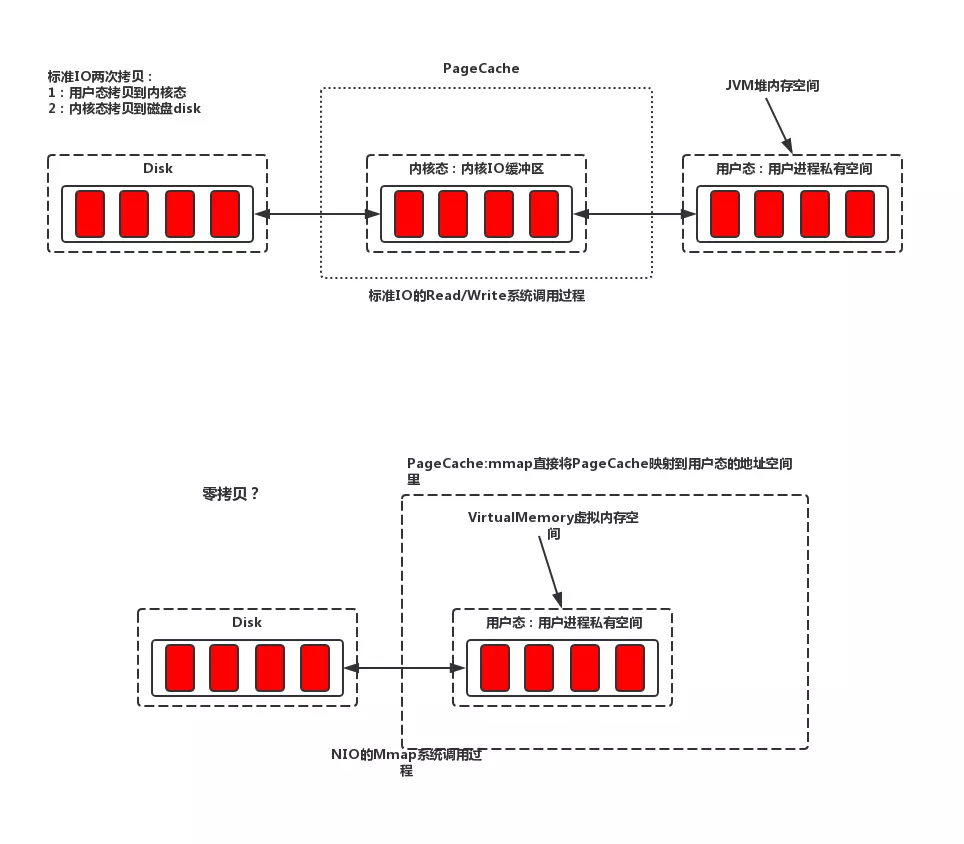 PageCache
标准IO两次拷贝：
1：用户态拷贝到内核态
2：内核态拷贝到磁盘disk
JVM堆内存空间
Disk
内核态：内核IO缓冲区
用户态：用户进程私有空间
标准IO的Read/Write系统调用过程
PageCache:mmap直接将PageCache映射到用户态的地址空间
里
零拷贝？
VirtualMemory虚拟内存空
间
Disk
用户态：用户进程私有空间
NIO的Mmap系统调用过
程